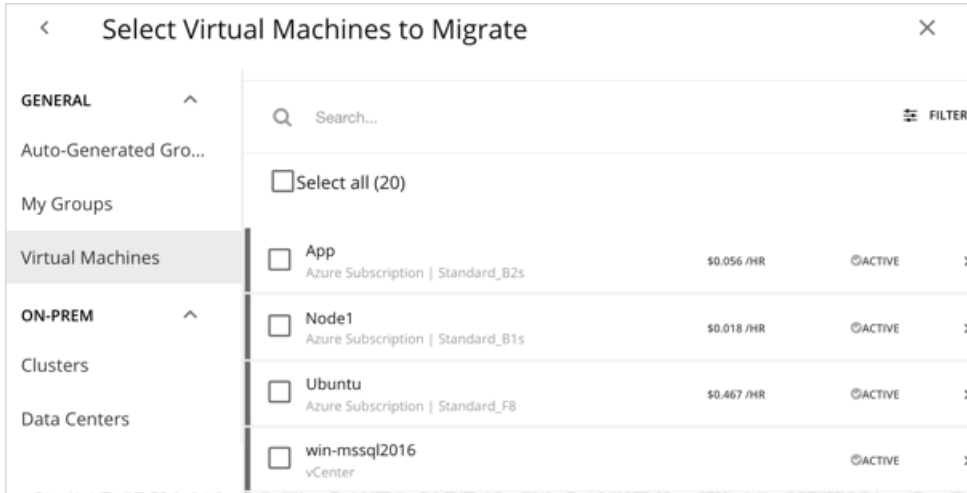 Select Virtual Machines to Migrate
GENERAL
Auto-Generated Gro...
My Groups
Virtual Machines
ON-PREM
Clusters
Data Centers
Search...
FILTER
Select all (20)
App
Azure Subscription | Standard_B2s
$0.056 /HR
ACTIVE
Node1
Azure Subscription | Standard_B1s
$0.018 /HR
ACTIVE
Ubuntu
Azure Subscription | Standard_F8
$0.467 /HR
ACTIVE
win-mssql2016
vCenter
ACTIVE